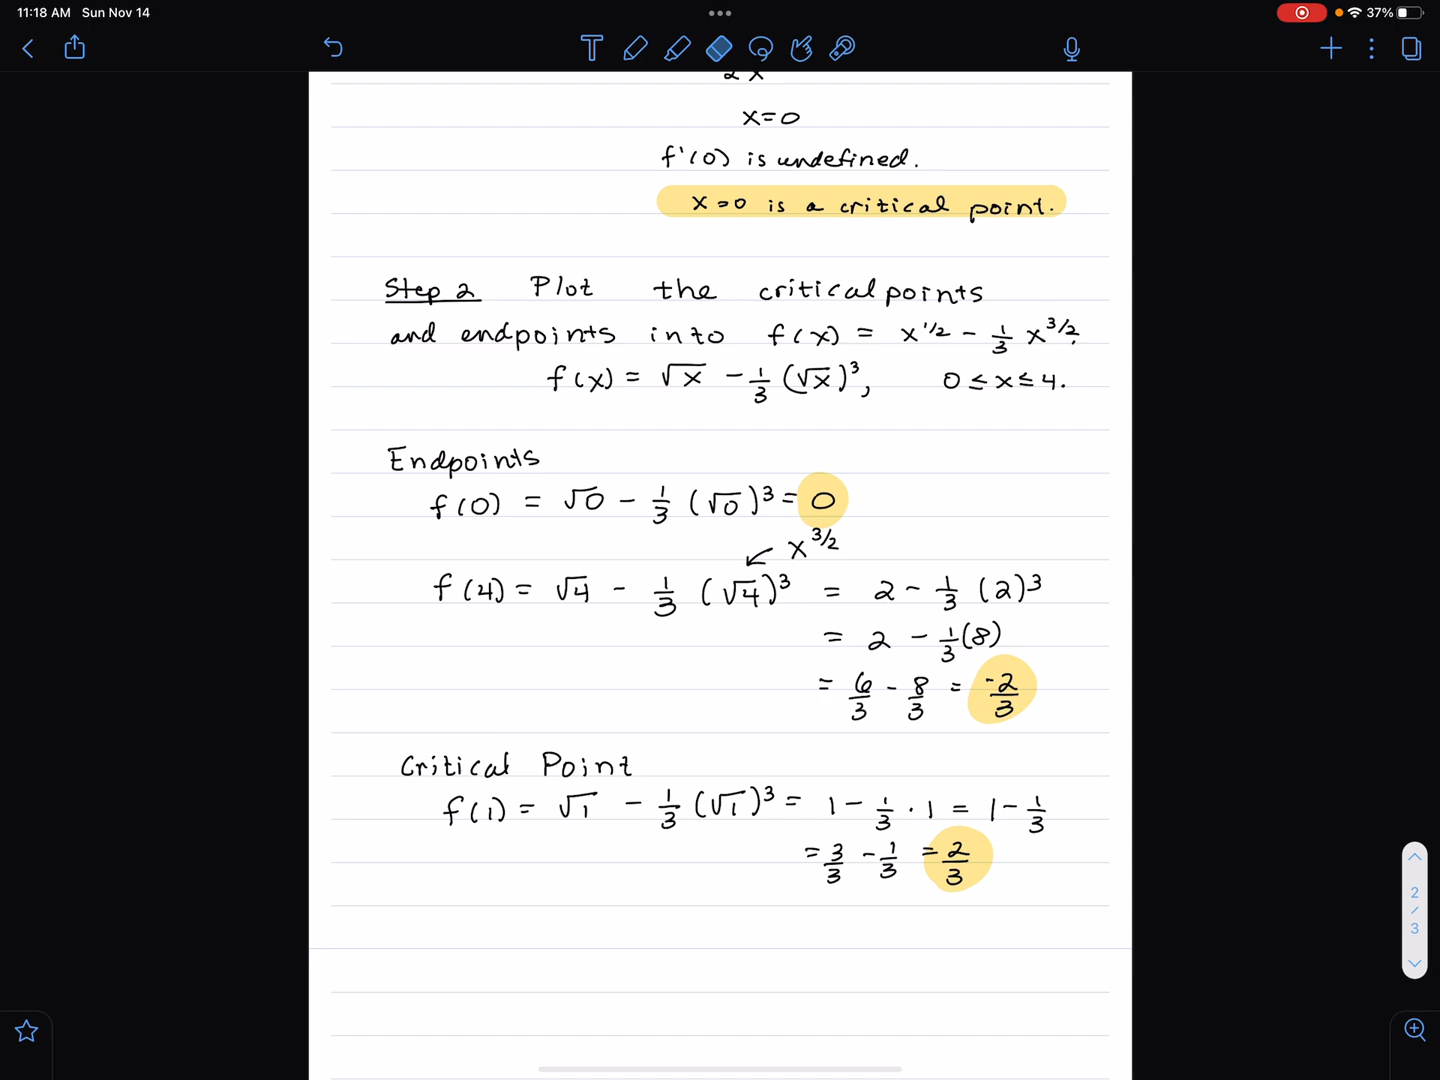 11:18 AM Sun Nov 14
37%
T
2x
x=0
f'(0) is undefined.
x=0 is a critical point.
Step 2 Plot the critical points
and endpoints into f(x) = x^1/2 - 1/3 x^3/2.
f(x) = √x - 1/3 (√x)^3, 0 ≤ x ≤ 4.
Endpoints
f(0) = √0 - 1/3 (√0)^3 = 0
x^3/2
f(4) = √4 - 1/3 (√4)^3 = 2 - 1/3 (2)^3
= 2 - 1/3 (8)
= 6/3 - 8/3 = -2/3
Critical Point
f(1) = √1 - 1/3 (√1)^3 = 1 - 1/3 · 1 = 1 - 1/3
= 3/3 - 1/3 = 2/3
2
/
3